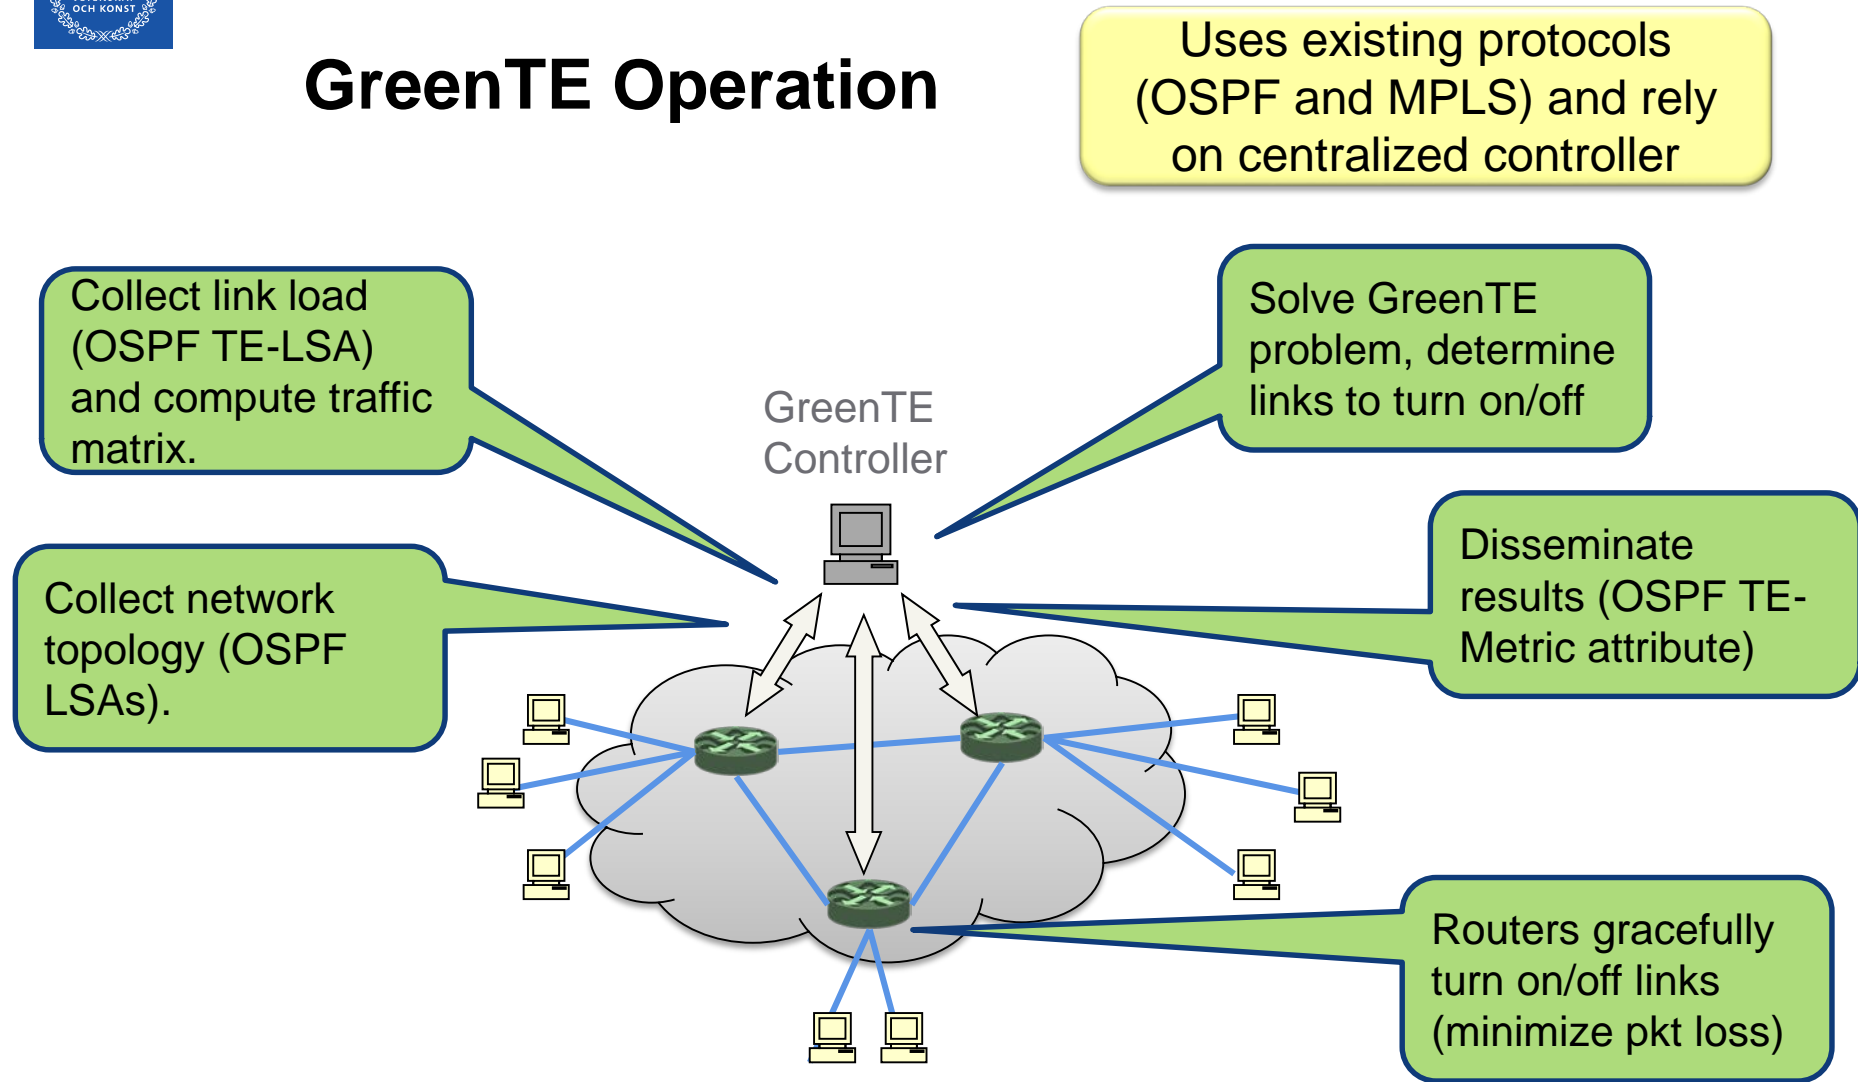 OCH KONST
GreenTE Operation
Uses existing protocols
(OSPF and MPLS) and rely
on centralized controller
Collect link load
(OSPF TE-LSA)
and compute traffic
matrix.
Solve GreenTE
problem, determine
links to turn on/off
GreenTE
Controller
Collect network
topology (OSPF
LSAs).
Disseminate
results (OSPF TE-
Metric attribute)
Routers gracefully
turn on/off links
(minimize pkt loss)